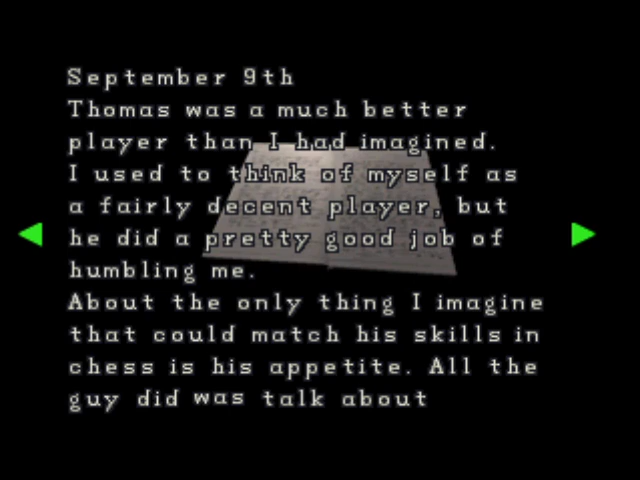 September 9th
Thomas was a much better
player than I had imagined.
I used to think of myself as
a fairly decent player, but
he did a pretty good job of
humbling me.
About the only thing I imagine
that could match his skills in
chess is his appetite. All the
guy did was talk about